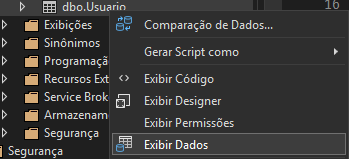 dbo.Usuario
16
Exibições
Sinônimos
Programação
Recursos Ext
Service Brok
Armazenam
Segurança
Segurança
Comparação de Dados...
Gerar Script como
Exibir Código
Exibir Designer
Exibir Permissões
Exibir Dados